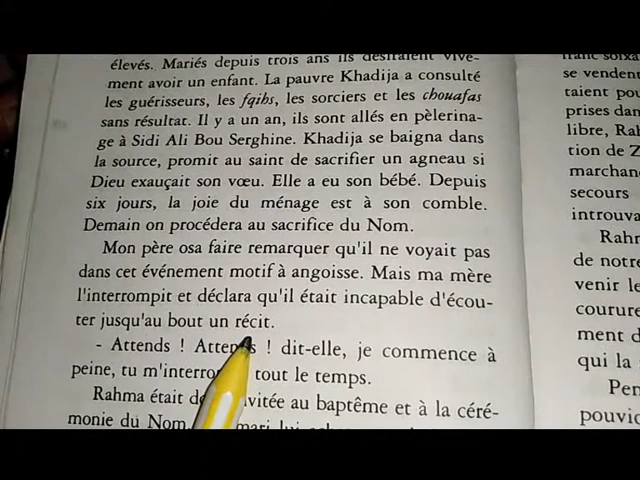 élevés. Mariés depuis trois ans ils désiraient vive-
ment avoir un enfant. La pauvre Khadija a consulté
les guérisseurs, les fqihs, les sorciers et les chouafas
sans résultat. Il y a un an, ils sont allés en pèlerina-
ge à Sidi Ali Bou Serghine. Khadija se baigna dans
la source, promit au saint de sacrifier un agneau si
Dieu exauçait son vœu. Elle a eu son bébé. Depuis
six jours, la joie du ménage est à son comble.
Demain on procédera au sacrifice du Nom.
Mon père osa faire remarquer qu'il ne voyait pas
dans cet événement motif à angoisse. Mais ma mère
l'interrompit et déclara qu'il était incapable d'écou-
ter jusqu'au bout un récit.
- Attends ! Attends ! dit-elle, je commence à
peine, tu m'interro tout le temps.
Rahma était vitée au baptême et à la céré-
monie du Nom. mari lui
se venden
taient pou
prises dan
libre, Rah
tion de Z
marchand
secours
introuva
Rahm
de notre
venir le
courure
ment d
qui la
Pen
pouvio